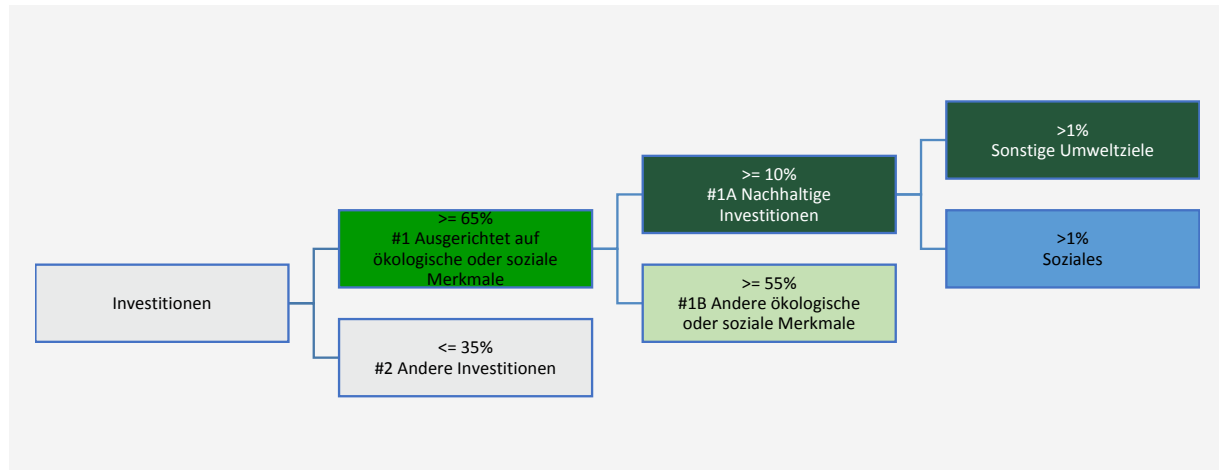 Investitionen
>= 65%
#1 Ausgerichtet auf
ökologische oder soziale
Merkmale
<= 35%
#2 Andere Investitionen
>= 10%
#1A Nachhaltige
Investitionen
>= 55%
#1B Andere ökologische
oder soziale Merkmale
>1%
Sonstige Umweltziele
>1%
Soziales